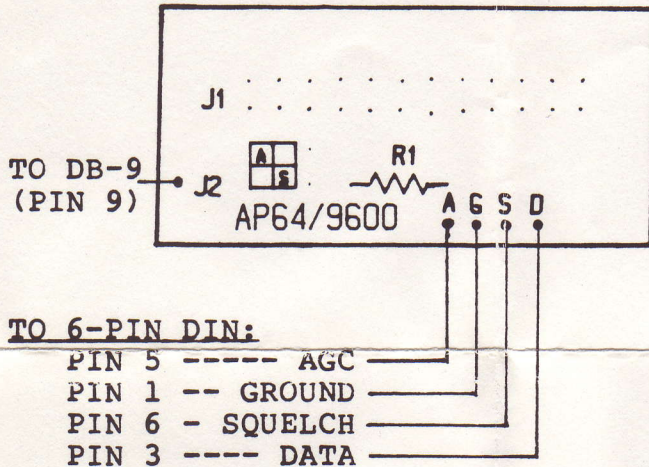 J1
A
S
R1
TO DB-9
(PIN 9)
J2
AP64/9600
A G S D
TO 6-PIN DIN:
PIN 5 ----- AGC
PIN 1 -- GROUND
PIN 6 - SQUELCH
PIN 3 ---- DATA